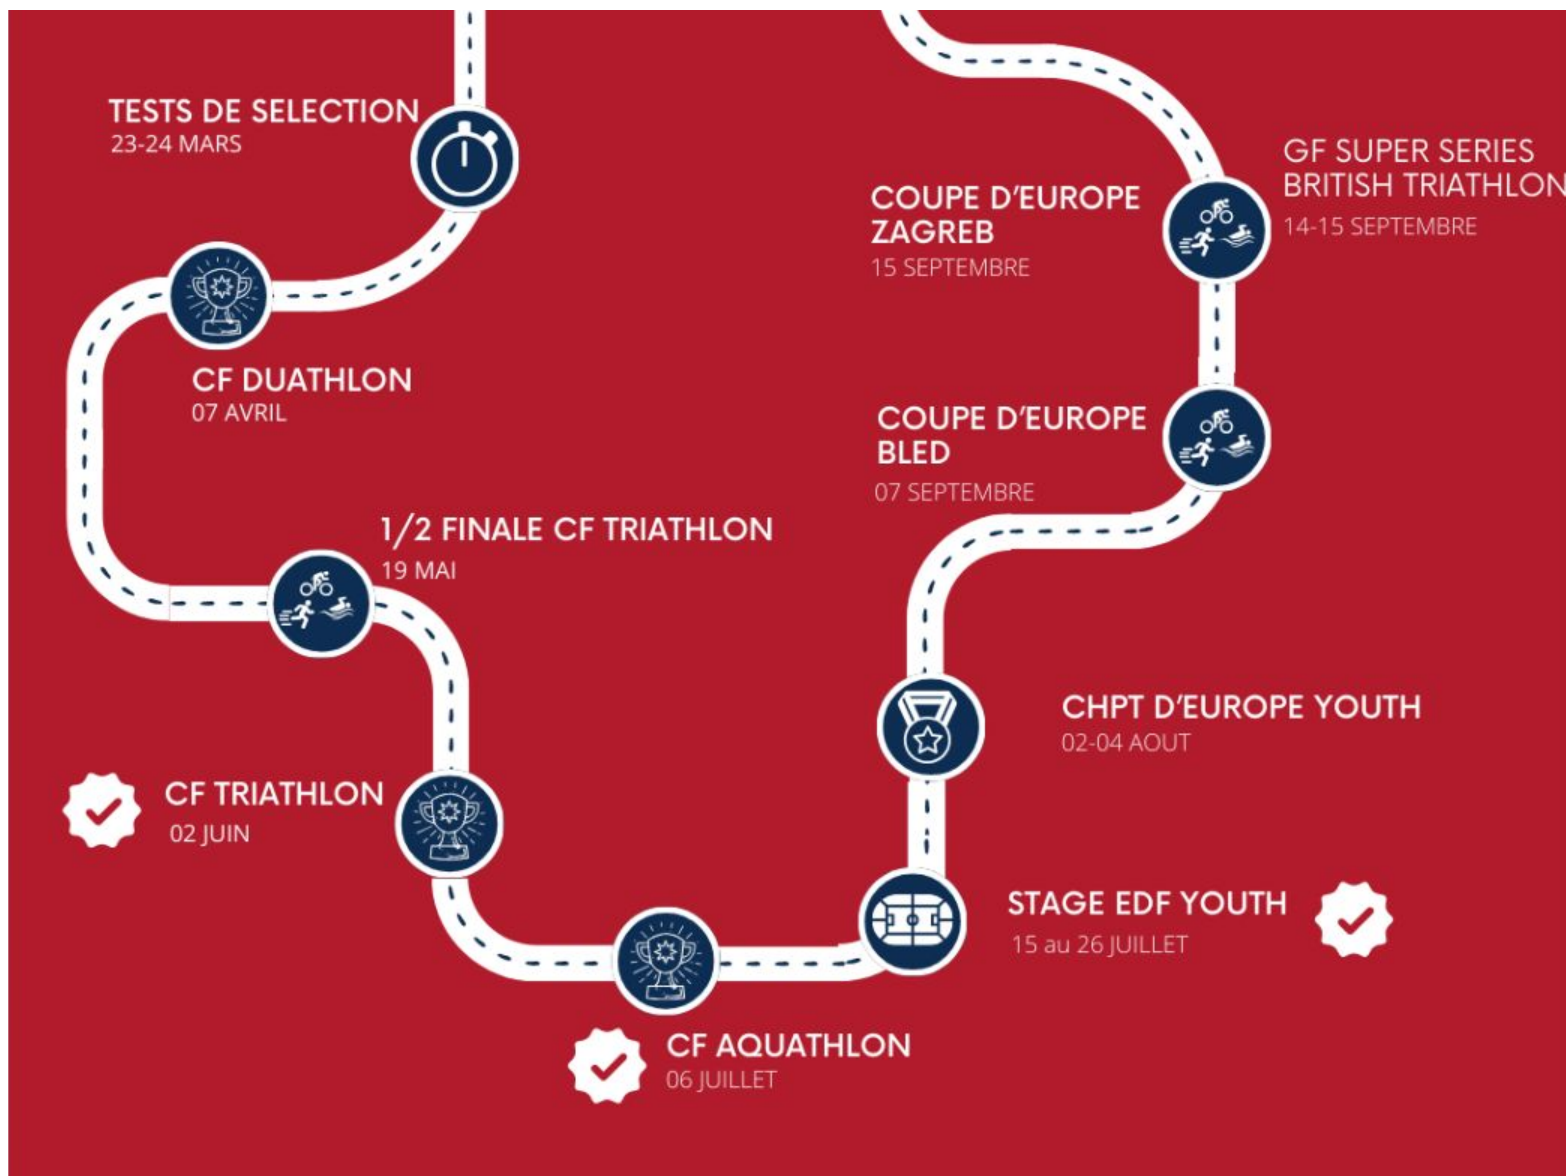 TESTS DE SELECTION
23-24 MARS
CF DUATHLON
07 AVRIL
1/2 FINALE CF TRIATHLON
19 MAI
CF TRIATHLON
02 JUIN
CF AQUATHLON
06 JUILLET
STAGE EDF YOUTH
15 au 26 JUILLET
CHPT D'EUROPE YOUTH
02-04 AOUT
COUPE D'EUROPE
BLED
07 SEPTEMBRE
COUPE D'EUROPE
ZAGREB
15 SEPTEMBRE
GF SUPER SERIES
BRITISH TRIATHLON
14-15 SEPTEMBRE